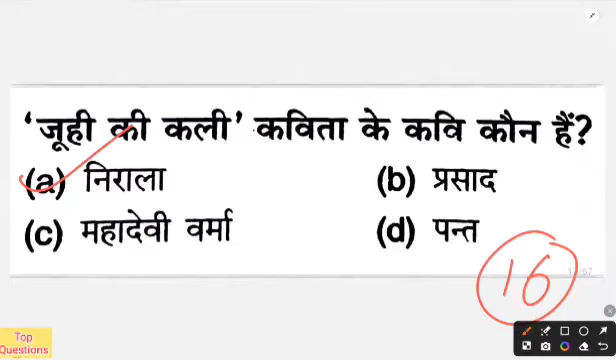 'जूही की कली' कविता के कवि कौन हैं?
(a) निराला (b) प्रसाद
(c) महादेवी वर्मा (d) पन्त
16
Top
Questions